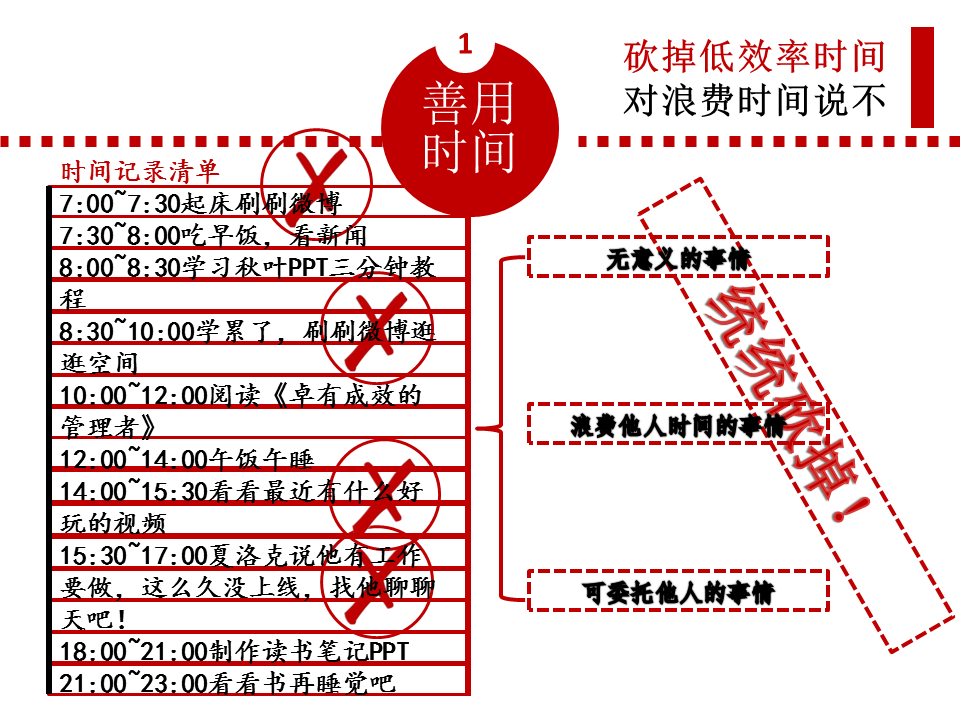 1
善用
时间
砍掉低效率时间
对浪费时间说不
时间记录清单
7:00~7:30起床刷刷微博
7:30~8:00吃早饭，看新闻
8:00~8:30学习秋叶PPT三分钟教
程
8:30~10:00学累了，刷刷微博逛
逛空间
10:00~12:00阅读《卓有成效的
管理者》
12:00~14:00午饭午睡
14:00~15:30看看最近有什么好
玩的视频
15:30~17:00夏洛克说他有工作
要做，这么久没上线，找他聊聊
天吧！
18:00~21:00制作读书笔记PPT
21:00~23:00看看书再睡觉吧
无意义的事情
浪费他人时间的事情
可委托他人的事情
统统砍掉！